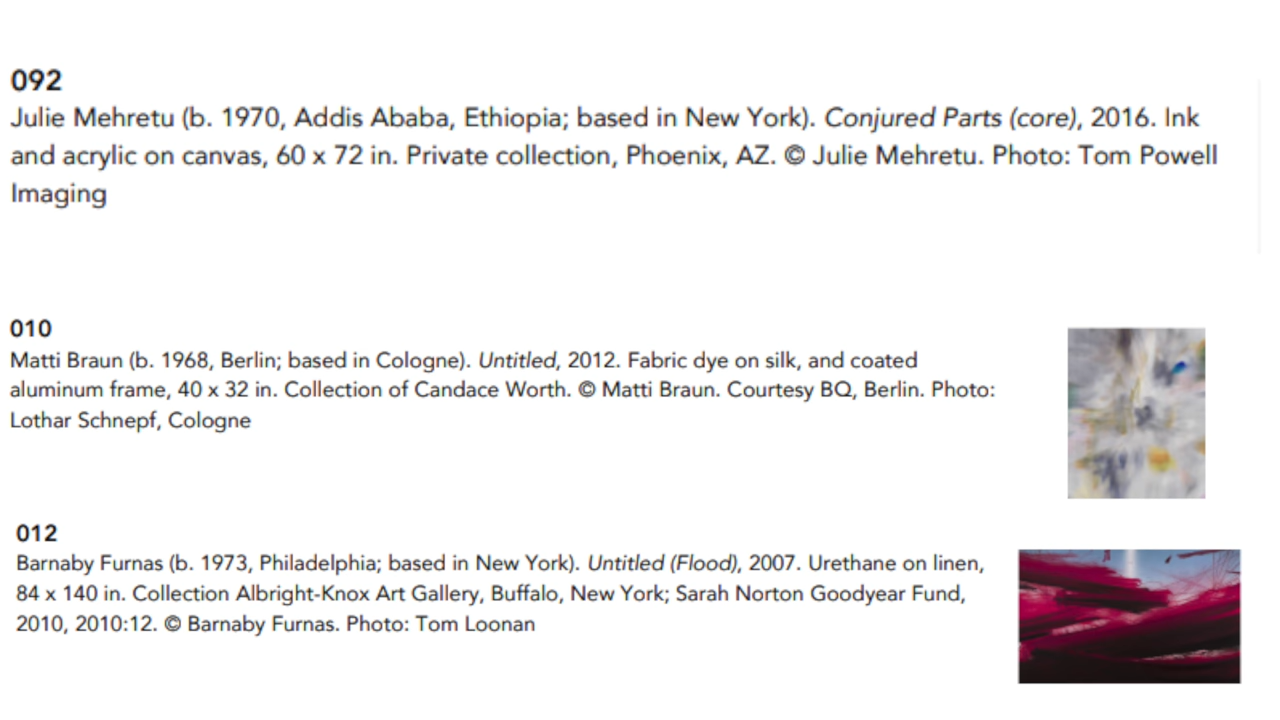 092
Julie Mehretu (b. 1970, Addis Ababa, Ethiopia; based in New York). Conjured Parts (core), 2016. Ink
and acrylic on canvas, 60 x 72 in. Private collection, Phoenix, AZ. © Julie Mehretu. Photo: Tom Powell
Imaging
010
Matti Braun (b. 1968, Berlin; based in Cologne). Untitled, 2012. Fabric dye on silk, and coated
aluminum frame, 40 x 32 in. Collection of Candace Worth. © Matti Braun. Courtesy BQ, Berlin. Photo:
Lothar Schnepf, Cologne
012
Barnaby Furnas (b. 1973, Philadelphia; based in New York). Untitled (Flood), 2007. Urethane on linen,
84 x 140 in. Collection Albright-Knox Art Gallery, Buffalo, New York; Sarah Norton Goodyear Fund,
2010, 2010:12. © Barnaby Furnas. Photo: Tom Loonan